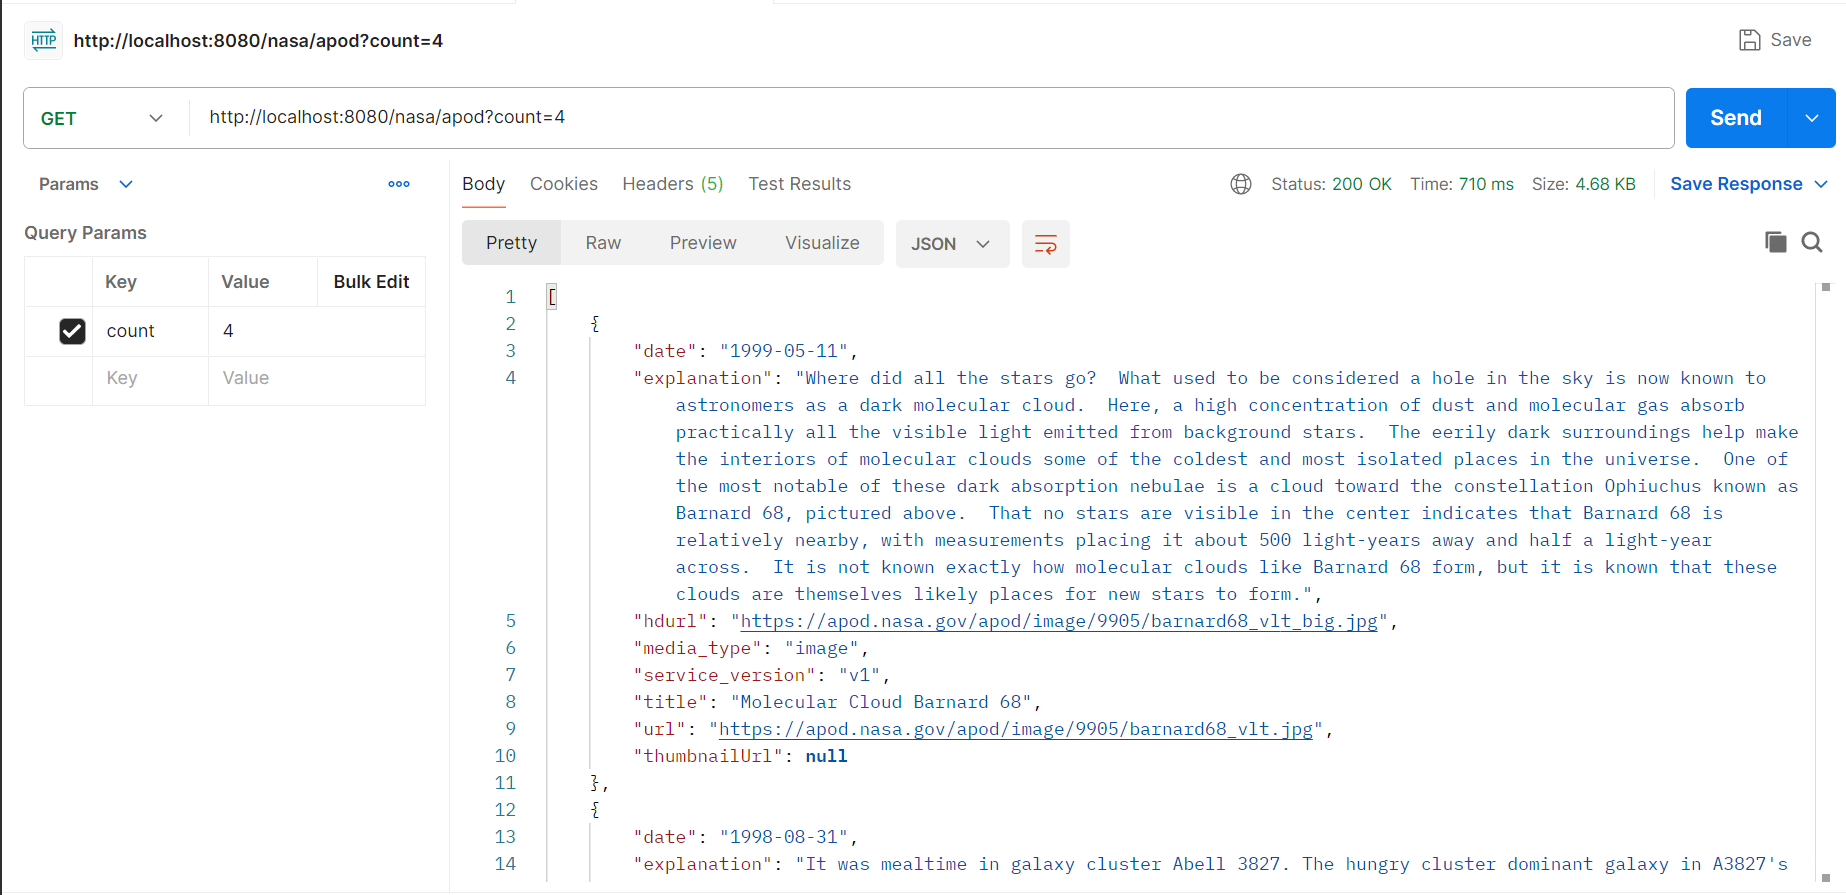 HTTP http://localhost:8080/nasa/apod?count=4
Save
GET http://localhost:8080/nasa/apod?count=4
Send
Params
Body Cookies Headers (5) Test Results
Status: 200 OK Time: 710 ms Size: 4.68 KB Save Response
Query Params
Key Value Bulk Edit
count 4
Key Value
Pretty Raw Preview Visualize JSON
1 [
2 {
3 "date": "1999-05-11",
4 "explanation": "Where did all the stars go?  What used to be considered a hole in the sky is now known to
astronomers as a dark molecular cloud.  Here, a high concentration of dust and molecular gas absorb
practically all the visible light emitted from background stars.  The eerily dark surroundings help make
the interiors of molecular clouds some of the coldest and most isolated places in the universe.  One of
the most notable of these dark absorption nebulae is a cloud toward the constellation Ophiuchus known as
Barnard 68, pictured above.  That no stars are visible in the center indicates that Barnard 68 is
relatively nearby, with measurements placing it about 500 light-years away and half a light-year
across.  It is not known exactly how molecular clouds like Barnard 68 form, but it is known that these
clouds are themselves likely places for new stars to form.",
5 "hdurl": "https://apod.nasa.gov/apod/image/9905/barnard68_vlt_big.jpg",
6 "media_type": "image",
7 "service_version": "v1",
8 "title": "Molecular Cloud Barnard 68",
9 "url": "https://apod.nasa.gov/apod/image/9905/barnard68_vlt.jpg",
10 "thumbnailUrl": null
11 },
12 {
13 "date": "1998-08-31",
14 "explanation": "It was mealtime in galaxy cluster Abell 3827. The hungry cluster dominant galaxy in A3827's